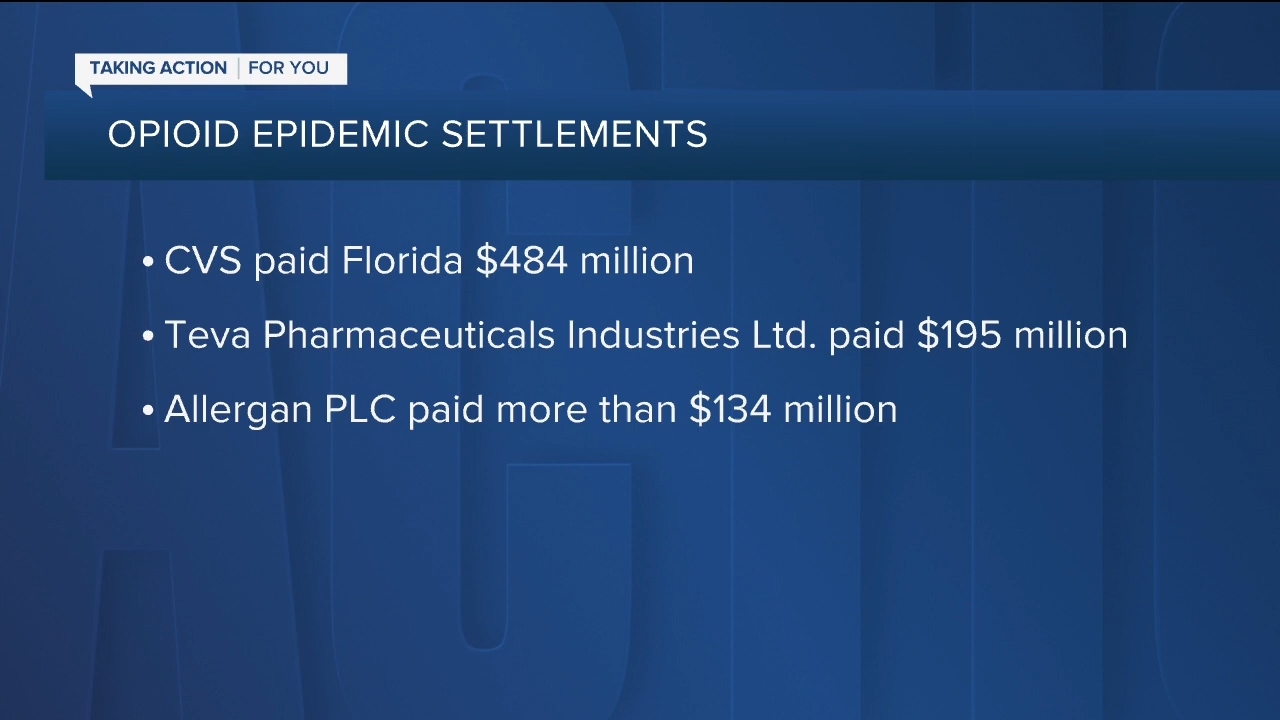 TAKING ACTION | FOR YOU
OPIOID EPIDEMIC SETTLEMENTS
• CVS paid Florida $484 million
• Teva Pharmaceuticals Industries Ltd. paid $195 million
• Allergan PLC paid more than $134 million